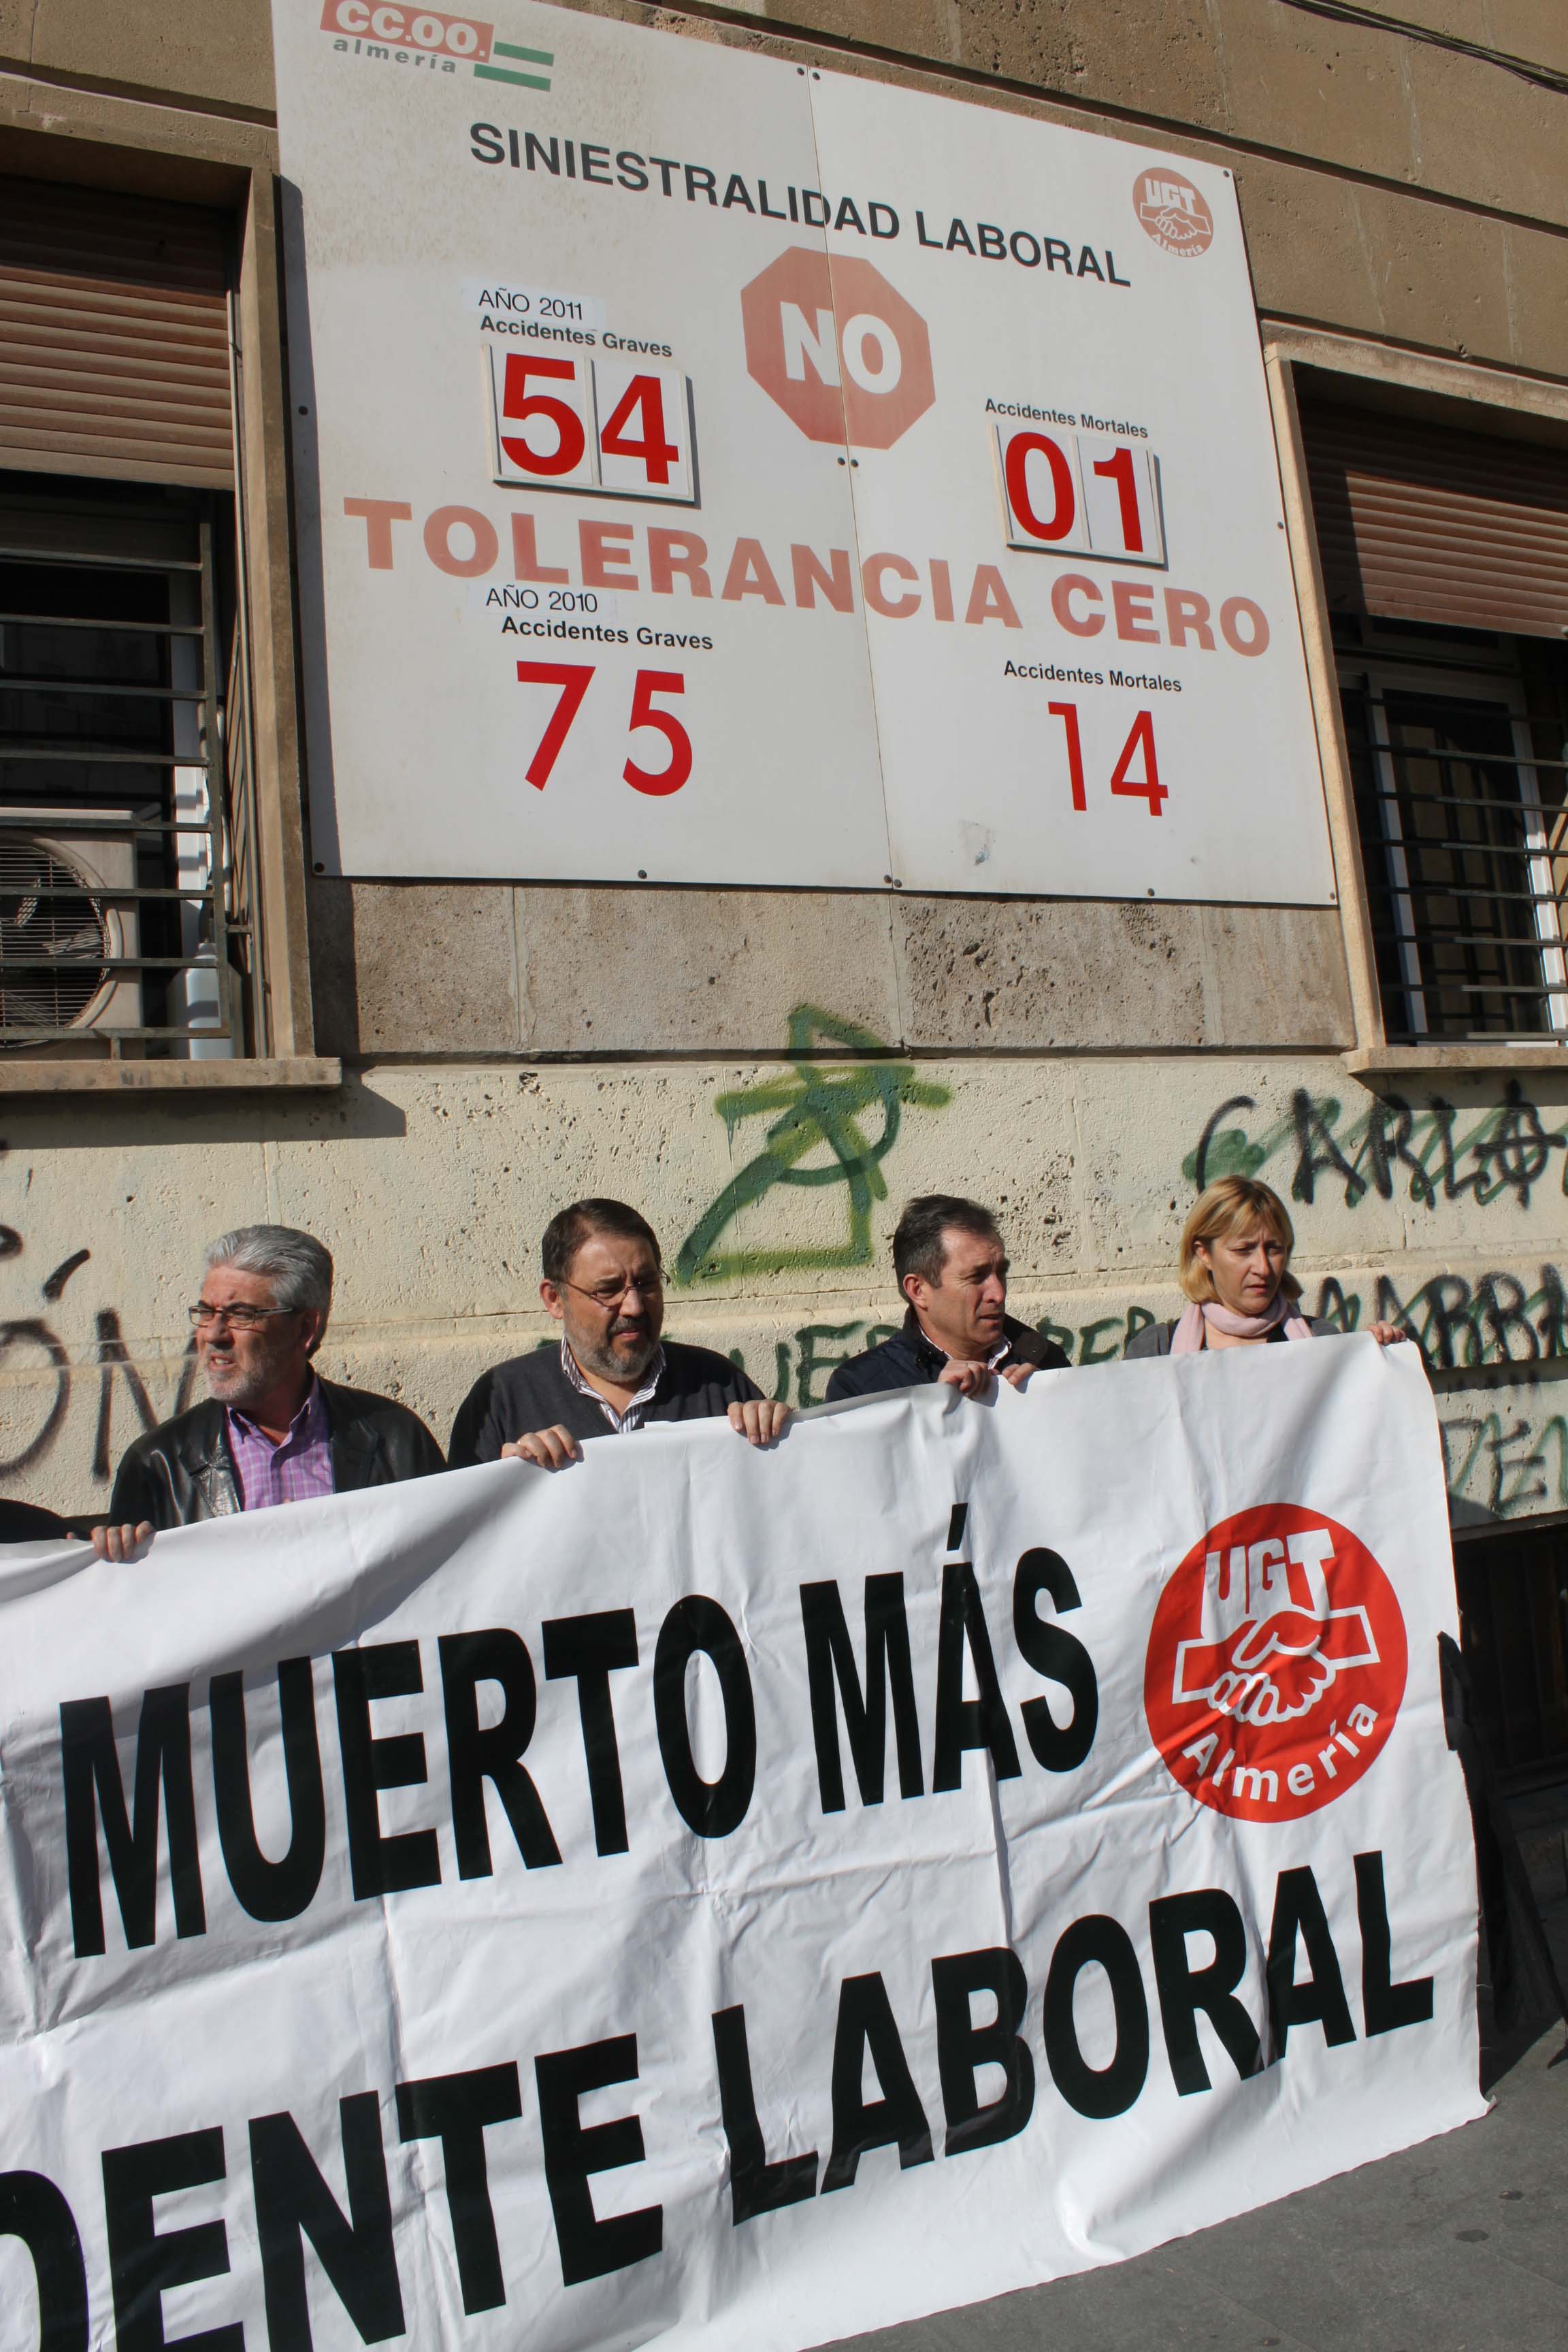 CC.OO.
almería
SINIESTRALIDAD LABORAL
UGT
Almería
NO
AÑO 2011
Accidentes Graves
54
Accidentes Mortales
01
TOLERANCIA CERO
AÑO 2010
Accidentes Graves
75
Accidentes Mortales
14
CARLO
MUERTO MÁS
UGT
Almería
DENTE LABORAL